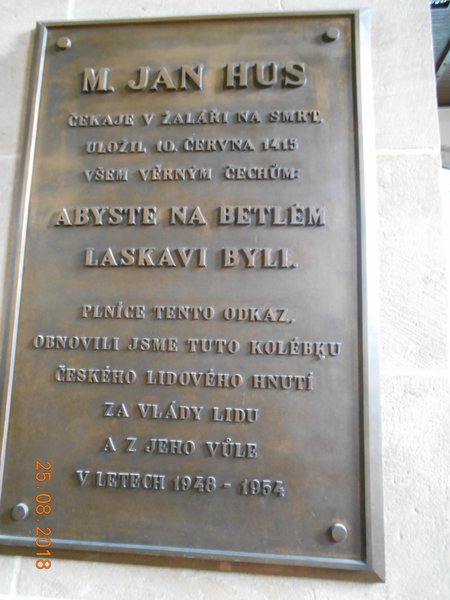 M. JAN HUS
ČEKAJE V ŽALÁŘI NA SMRT,
ULOŽIL 10. ČERVNA 1415
VŠEM VĚRNÝM ČECHŮM:
ABYSTE NA BETLÉM
LASKAVI BYLI.
PLNÍCE TENTO ODKAZ,
OBNOVILI JSME TUTO KOLÉBKU
ČESKÉHO LIDOVÉHO HNUTÍ
ZA VLÁDY LIDU
A Z JEHO VŮLE
V LETECH 1948 - 1954
25.08.2018